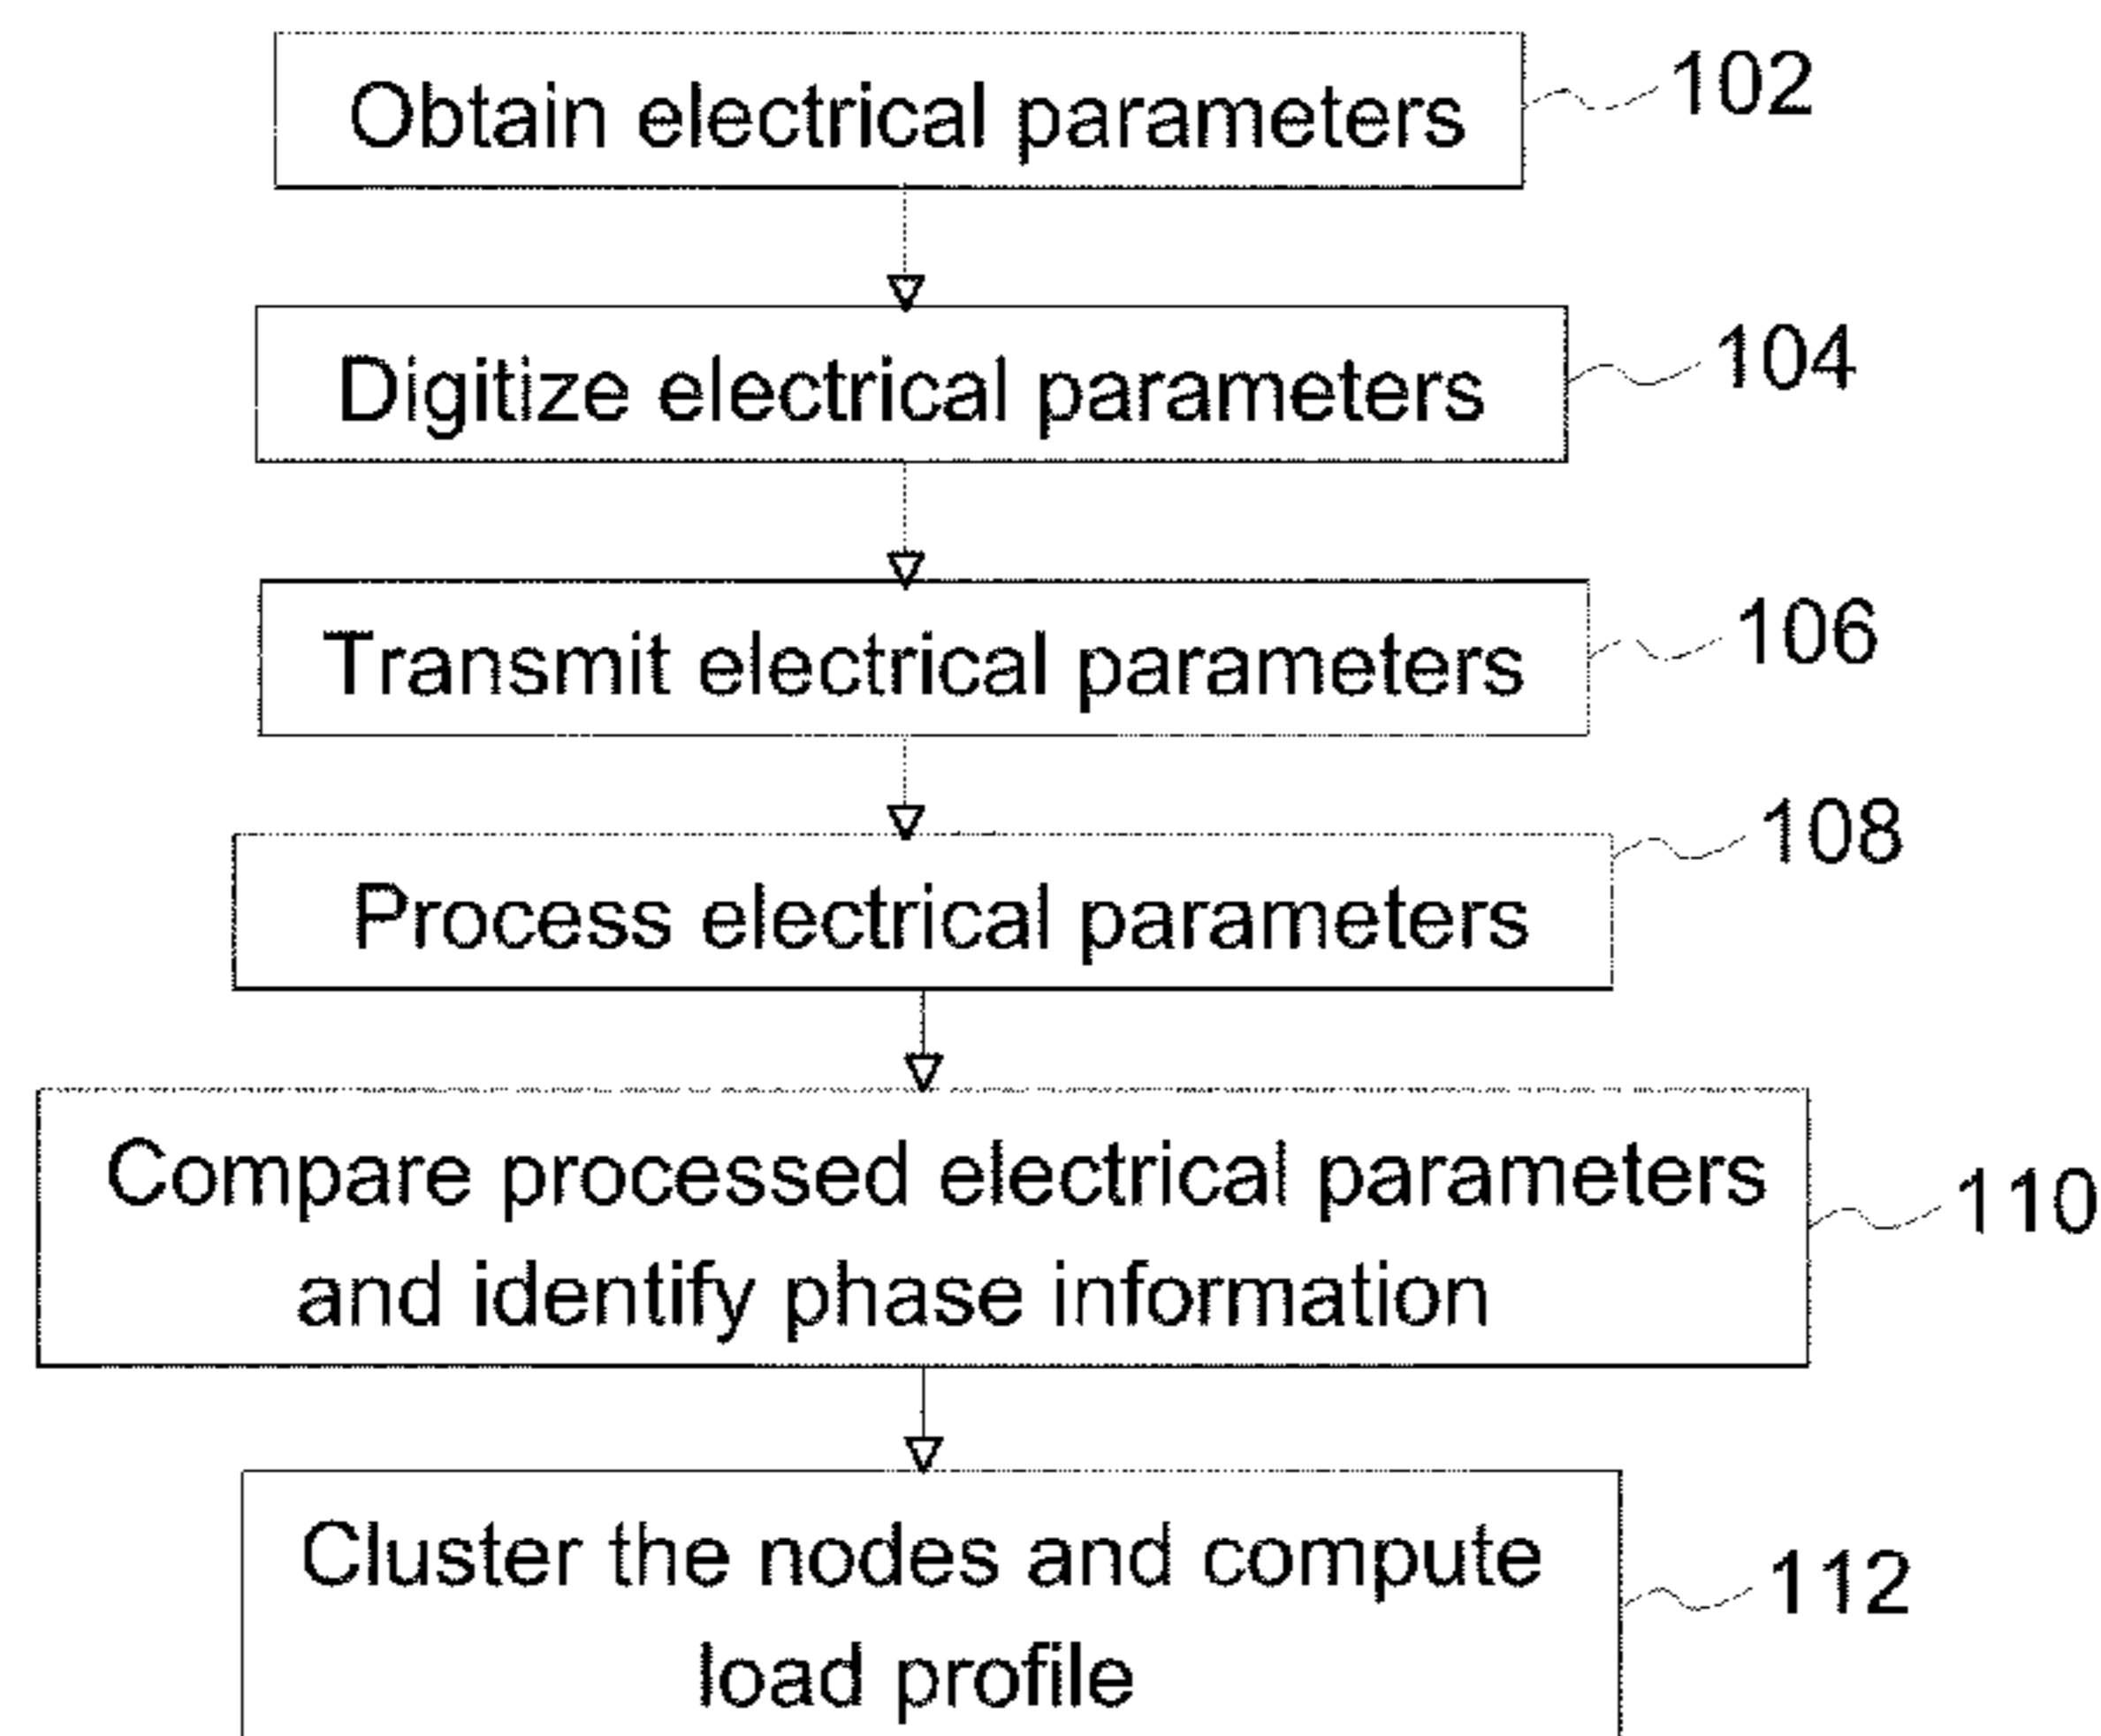 Obtain electrical parameters
102
Digitize electrical parameters
104
Transmit electrical parameters
106
Process electrical parameters
108
Compare processed electrical parameters
and identify phase information
110
Cluster the nodes and compute
load profile
112